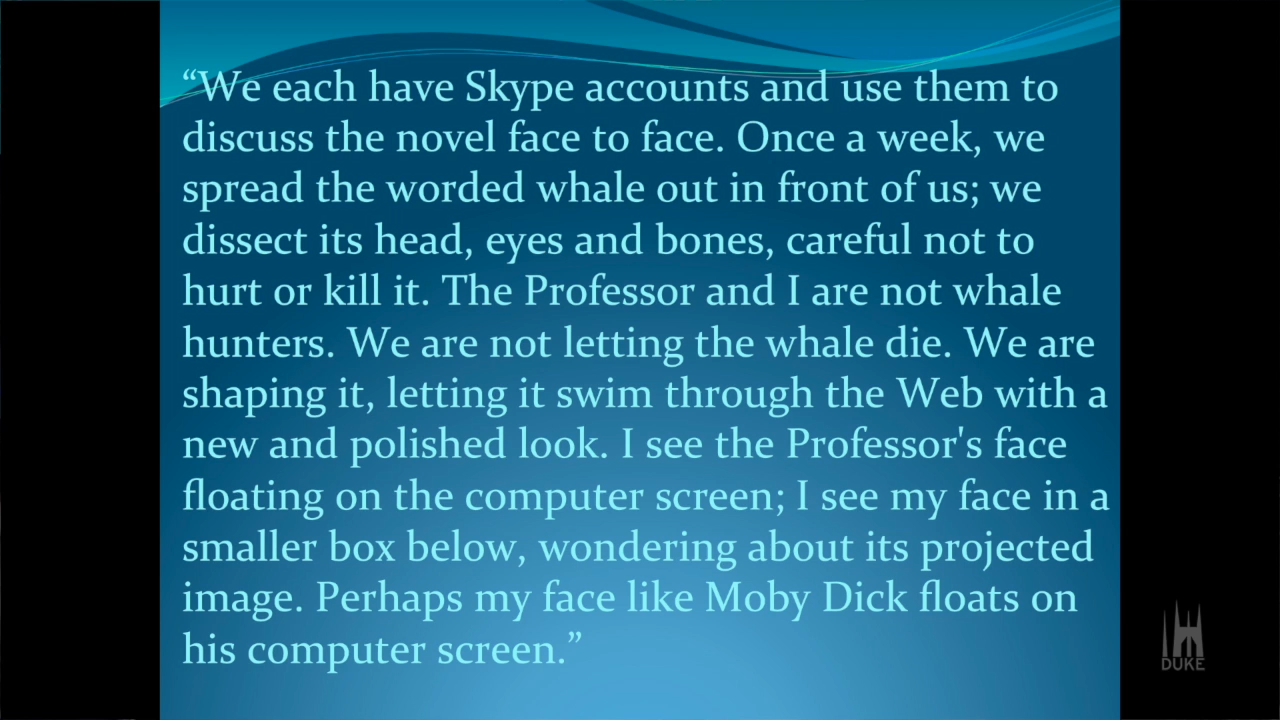 “We each have Skype accounts and use them to
discuss the novel face to face. Once a week, we
spread the worded whale out in front of us; we
dissect its head, eyes and bones, careful not to
hurt or kill it. The Professor and I are not whale
hunters. We are not letting the whale die. We are
shaping it, letting it swim through the Web with a
new and polished look. I see the Professor's face
floating on the computer screen; I see my face in a
smaller box below, wondering about its projected
image. Perhaps my face like Moby Dick floats on
his computer screen.”
DUKE